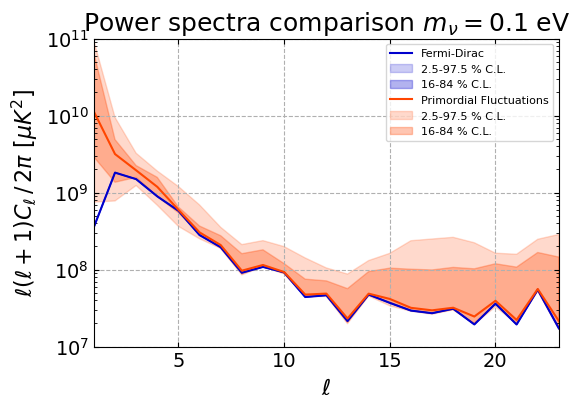 Power spectra comparison $m_\nu = 0.1$ eV
$10^{11}$
$10^{10}$
$10^{9}$
$10^{8}$
$10^{7}$
$\ell(\ell + 1)C_\ell / 2\pi$ [$\mu K^2$]
Fermi-Dirac
2.5-97.5 % C.L.
16-84 % C.L.
Primordial Fluctuations
2.5-97.5 % C.L.
16-84 % C.L.
5 10 15 20
$\ell$